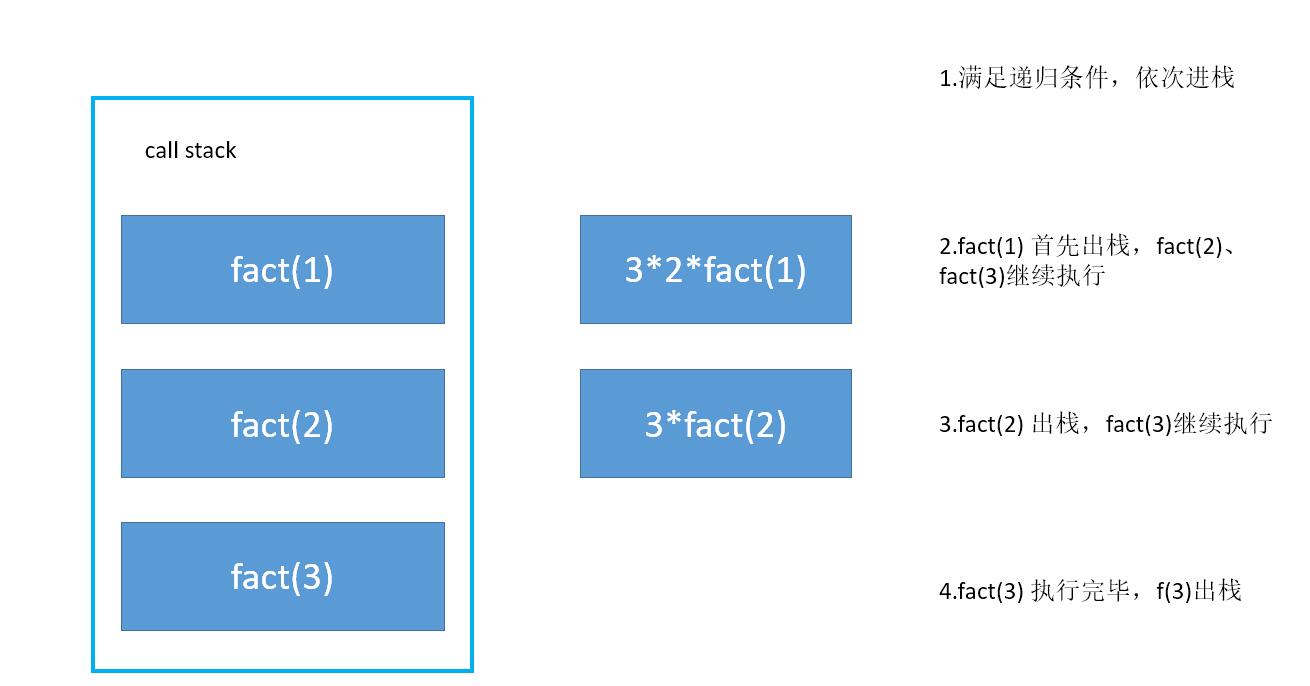 1.满足递归条件，依次进栈
call stack
fact(1)
3*2*fact(1)
2.fact(1) 首先出栈，fact(2)、
fact(3)继续执行
fact(2)
3*fact(2)
3.fact(2) 出栈，fact(3)继续执行
fact(3)
4.fact(3) 执行完毕，f(3)出栈